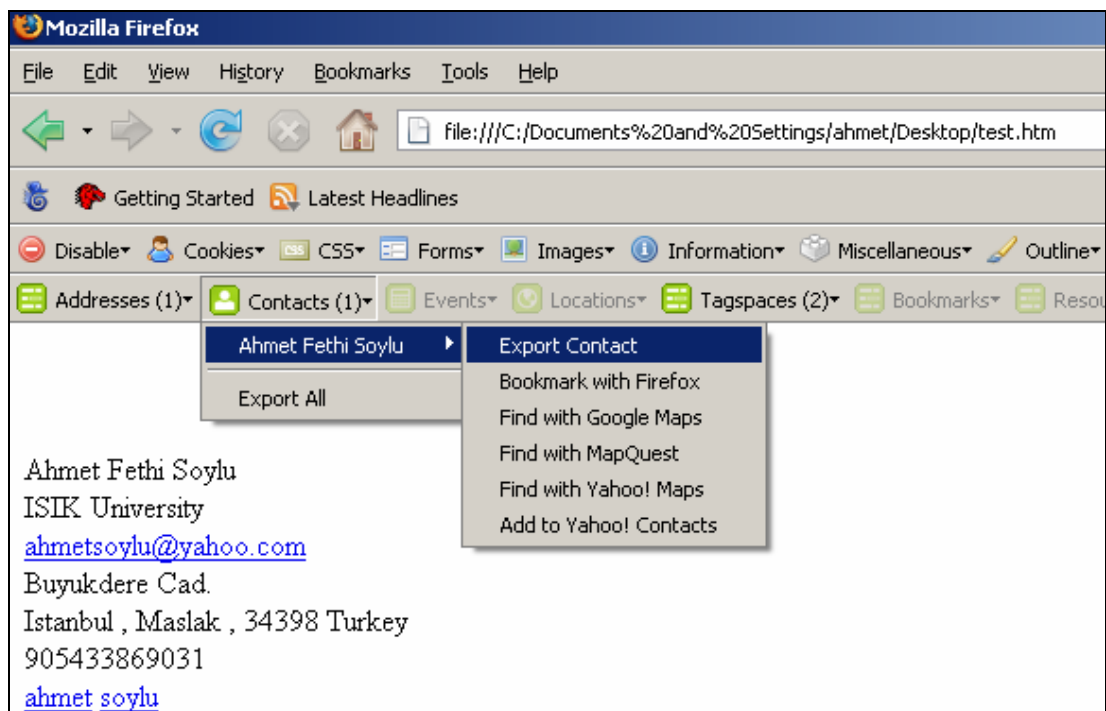 Mozilla Firefox
File Edit View History Bookmarks Tools Help
file:///C:/Documents%20and%20Settings/ahmet/Desktop/test.htm
Getting Started Latest Headlines
Disable Cookies CSS CSS Forms Images Information Miscellaneous Outline
Addresses (1) Contacts (1) Events Locations Tagspaces (2) Bookmarks Resou
Ahmet Fethi Soylu Export Contact
Bookmark with Firefox
Export All
Find with Google Maps
Find with MapQuest
Find with Yahoo! Maps
Add to Yahoo! Contacts
Ahmet Fethi Soylu
ISIK University
ahmetsoylu@yahoo.com
Buyukdere Cad.
Istanbul , Maslak , 34398 Turkey
905433869031
ahmet soylu